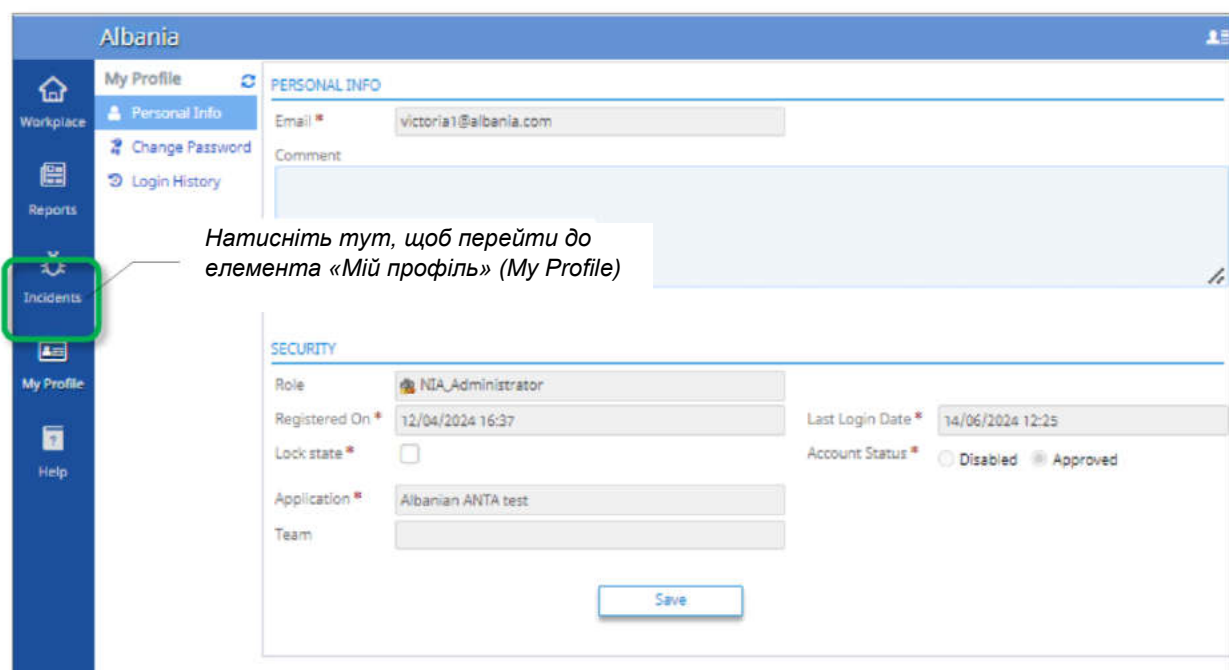 Albania
Workplace
Reports
Incidents
My Profile
Help
My Profile
Personal Info
Change Password
Login History
PERSONAL INFO
Email * victoria1@albania.com
Comment
Натисніть тут, щоб перейти до
елемента «Мій профіль» (My Profile)
SECURITY
Role NIA_Administrator
Registered On * 12/04/2024 16:37 Last Login Date * 14/06/2024 12:25
Lock state * Account Status * Disabled Approved
Application * Albanian ANTA test
Team
Save